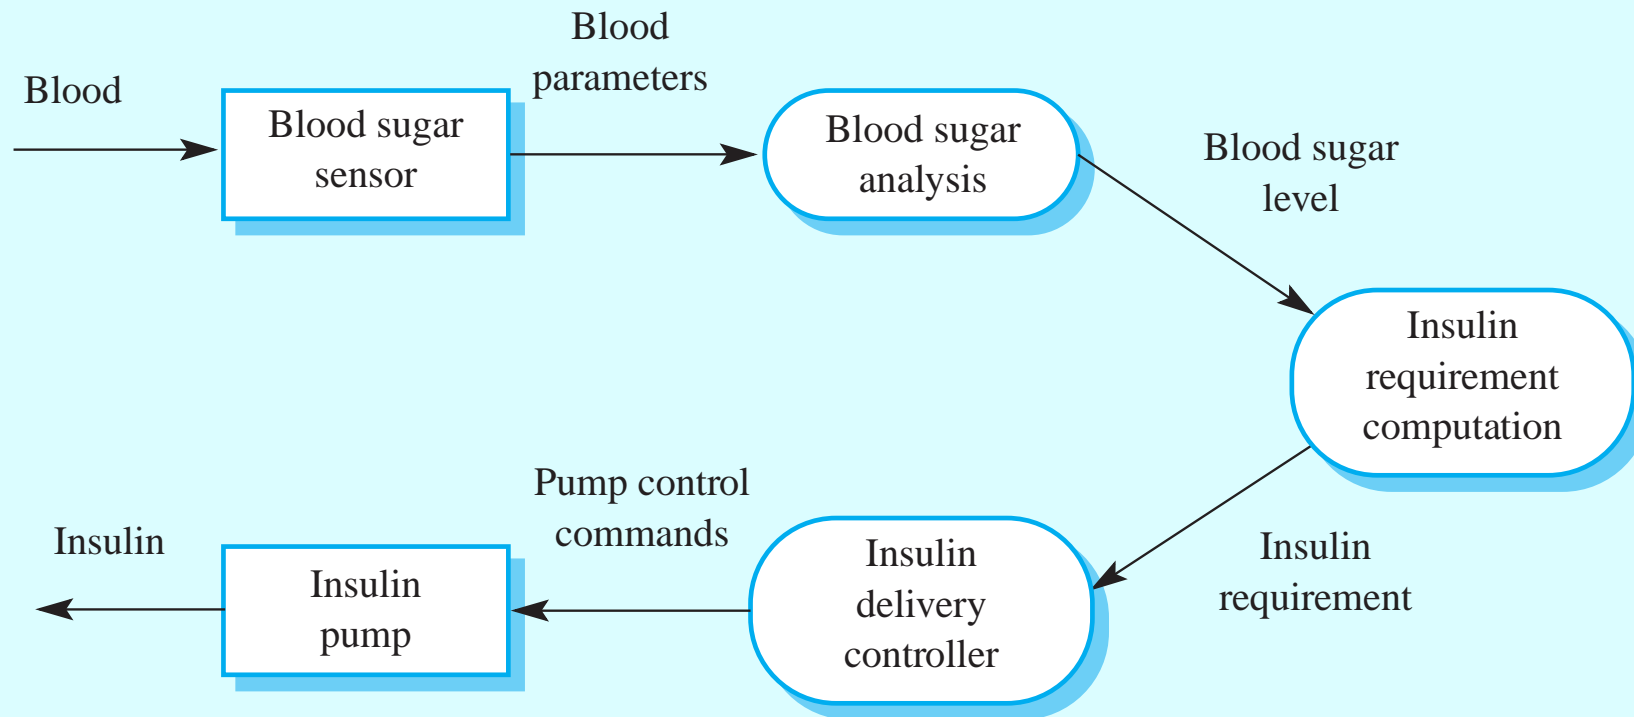 Blood
Blood sugar
sensor
Blood
parameters
Blood sugar
analysis
Blood sugar
level
Insulin
requirement
computation
Insulin
requirement
Insulin
delivery
controller
Pump control
commands
Insulin
pump
Insulin